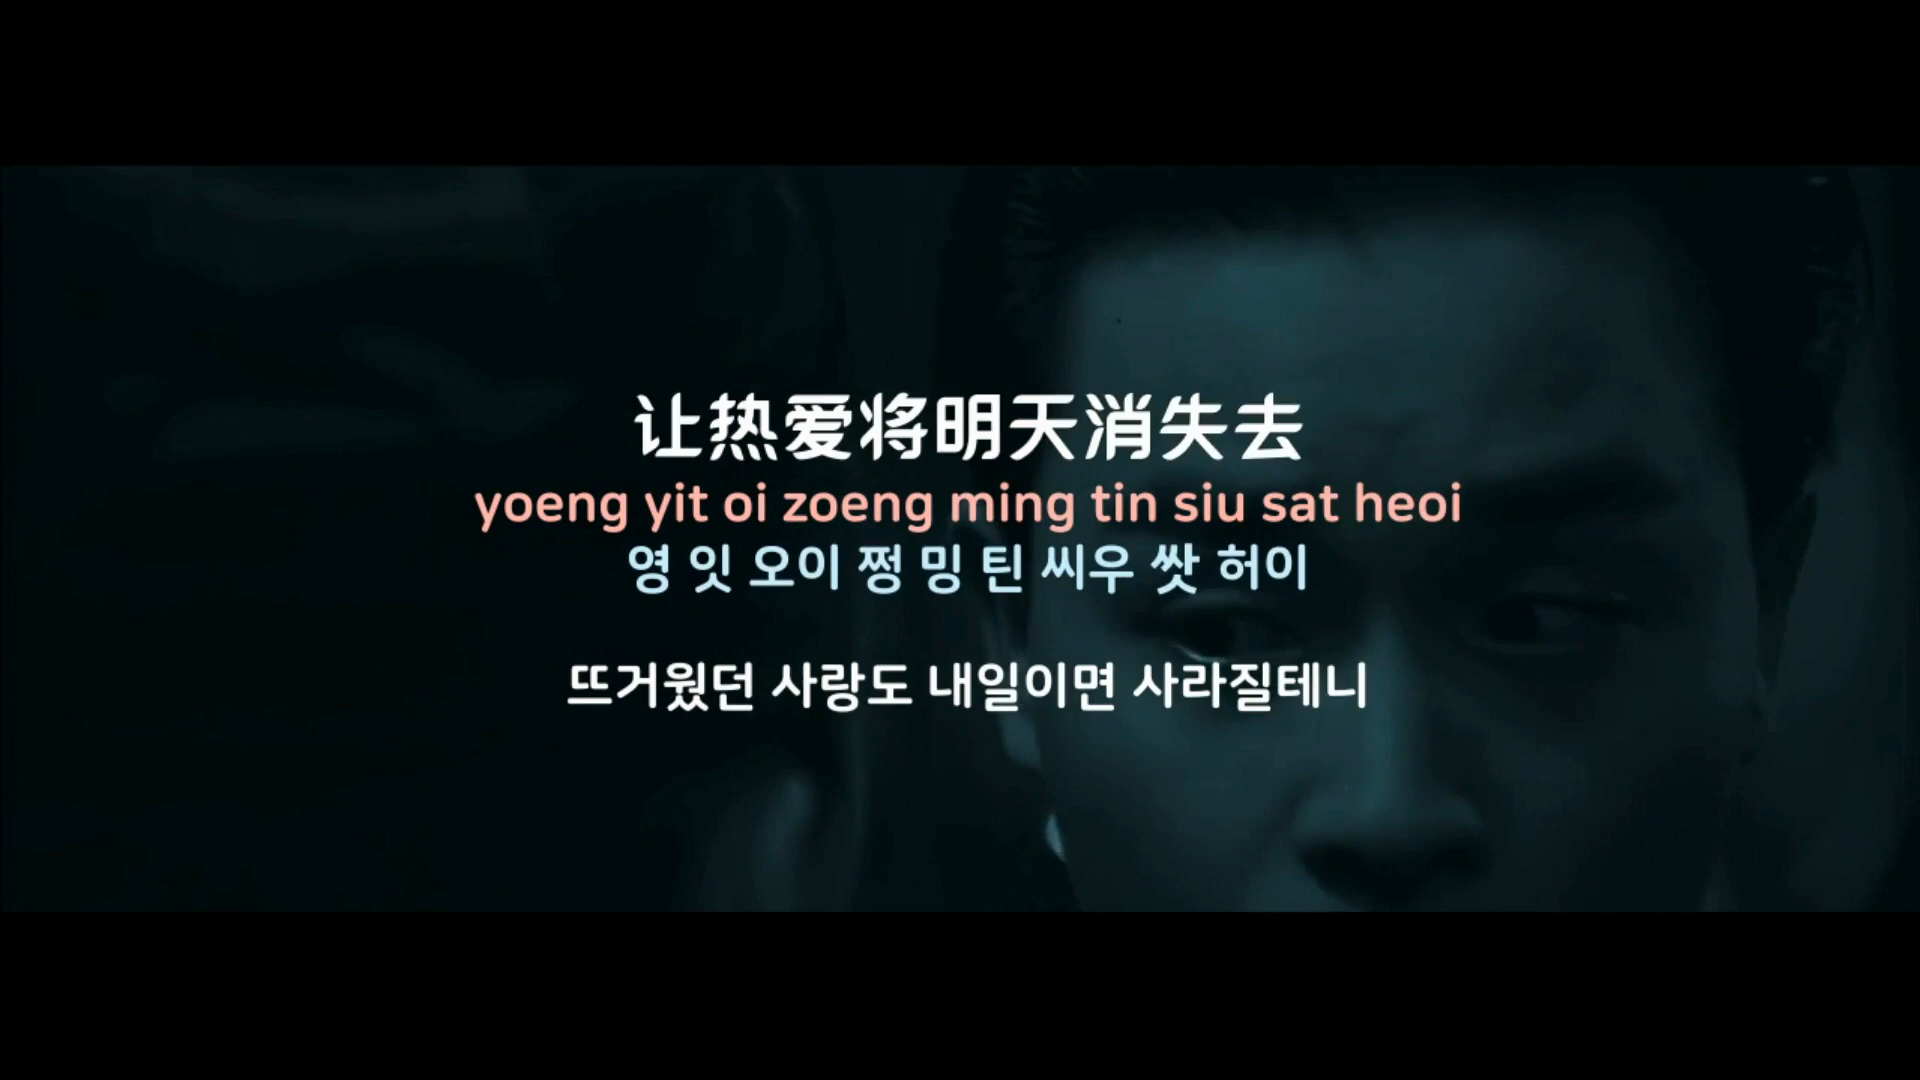 让热爱将明天消失去
yoeng yit oi zoeng ming tin siu sat heoi
영 잇 오이 쩡 밍 틴 씨우 쌋 허이
뜨거웠던 사랑도 내일이면 사라질테니